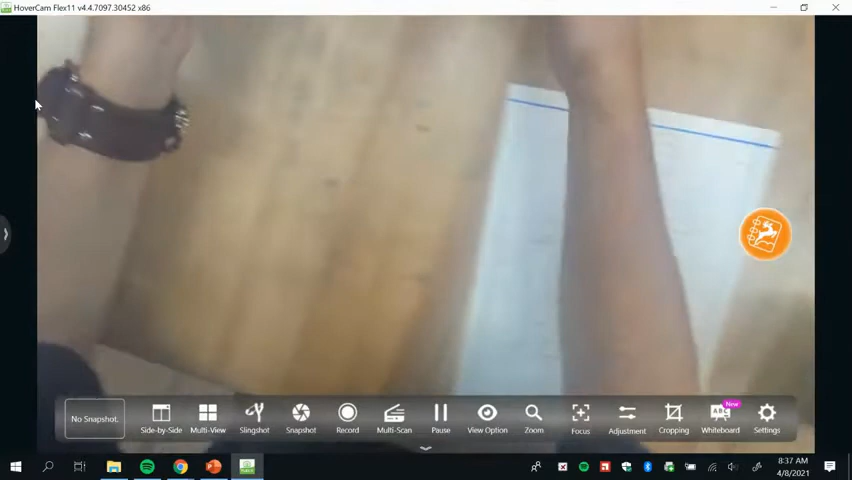 HoverCam Flex11 v4.4.7097.30452 x86
New
No Snapshot.
ABC
Side-by-Side Multi-View Slingshot Snapshot Record Multi-Scan Pause View Option Zoom Focus Adjustment Cropping Whiteboard Settings
8:37 AM
4/8/2021